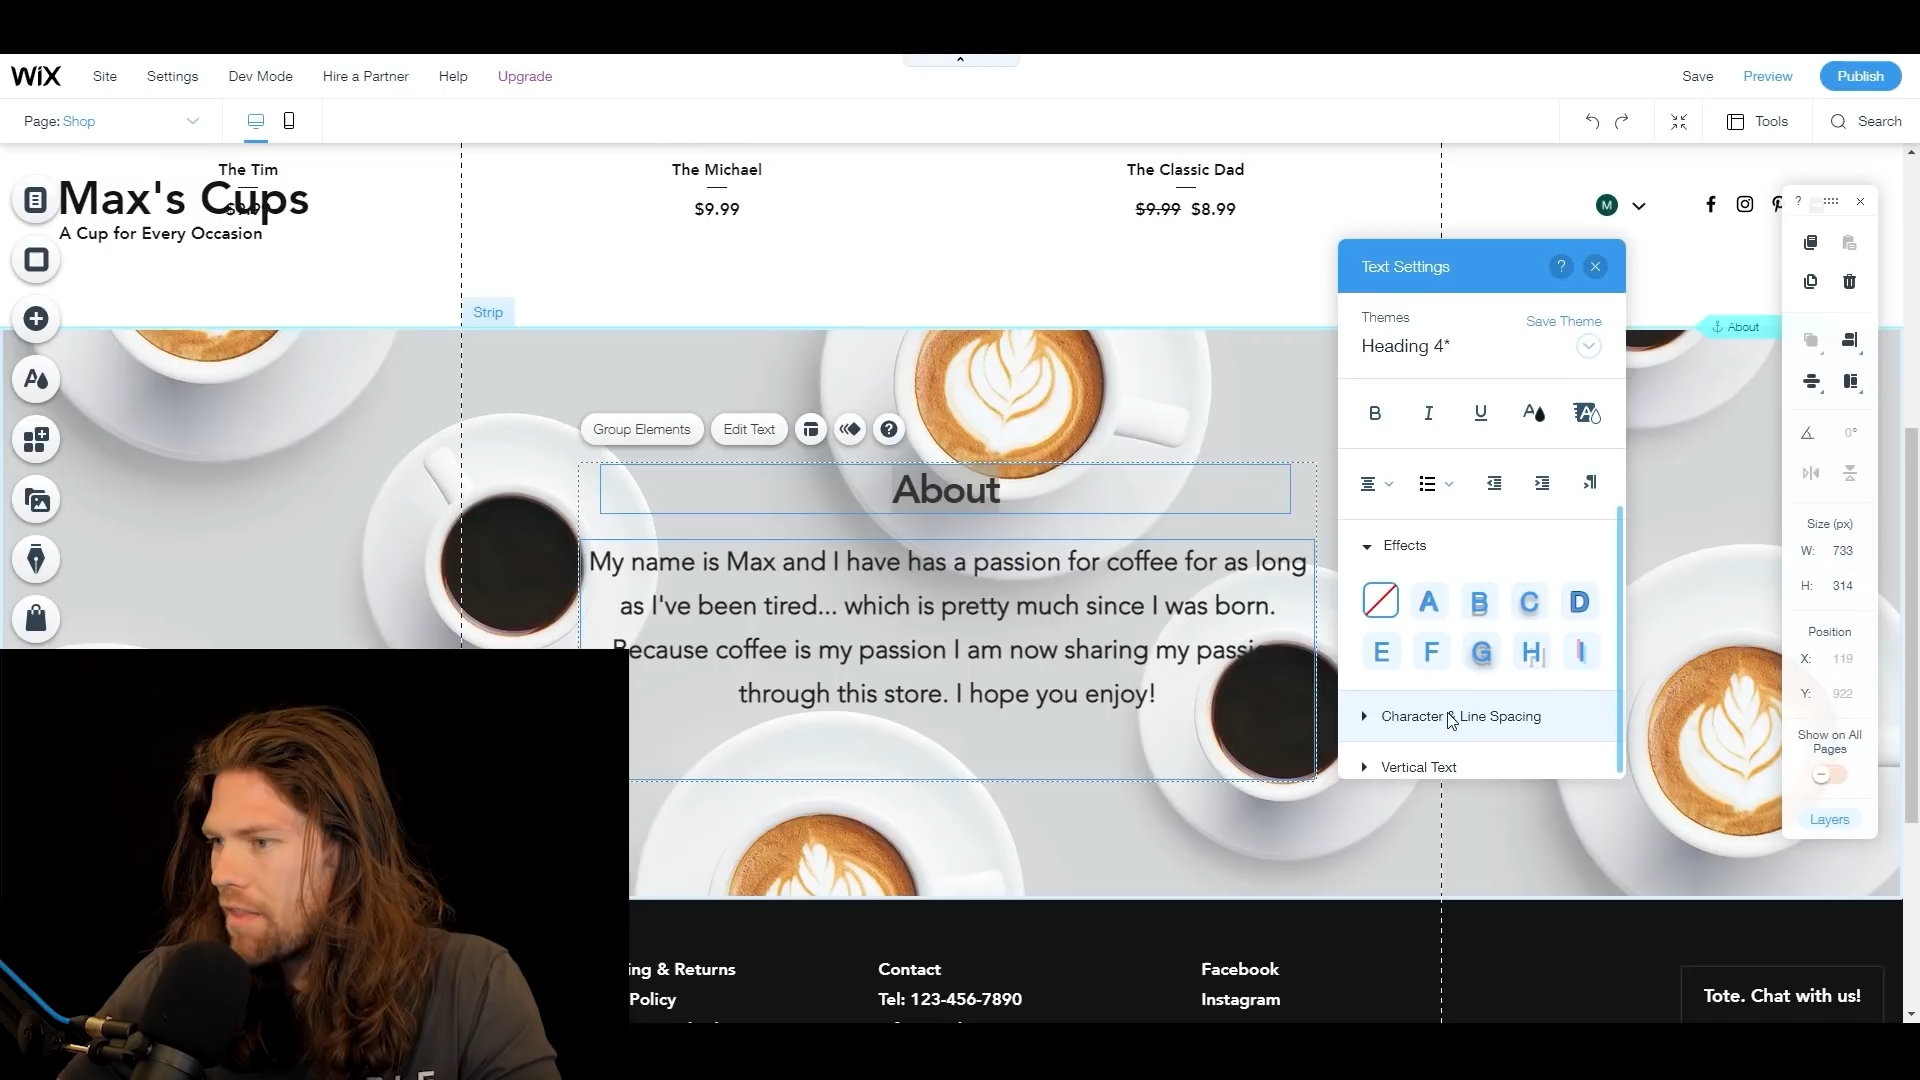 WiX Site Settings Dev Mode Hire a Partner Help Upgrade Save Preview Publish
Page: Shop Tools Search
The Tim The Michael The Classic Dad
Max's Cups
$9.99 $9.99 $8.99
A Cup for Every Occasion
M
?
Text Settings ?
Themes Save Theme
Heading 4*
Strip
About
B I U A A
Group Elements Edit Text ?
0°
About
Effects
A B C D
E F G H I
My name is Max and I have has a passion for coffee for as long
as I've been tired... which is pretty much since I was born.
Because coffee is my passion I am now sharing my
through this store. I hope you enjoy!
Character & Line Spacing
Vertical Text
Size (px)
W: 733
H: 314
Position
X: 119
Y: 922
Show on All
Pages
Layers
ing & Returns Contact Facebook
Policy Tel: 123-456-7890 Instagram
Tote. Chat with us!